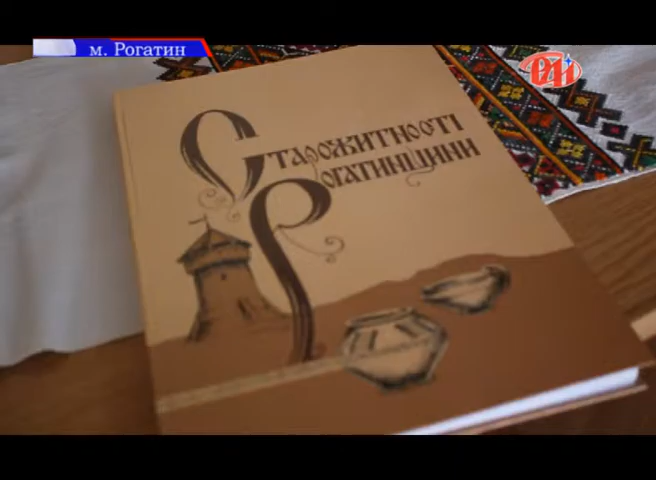 м. Рогатин
Старожитності
Рогатинщини